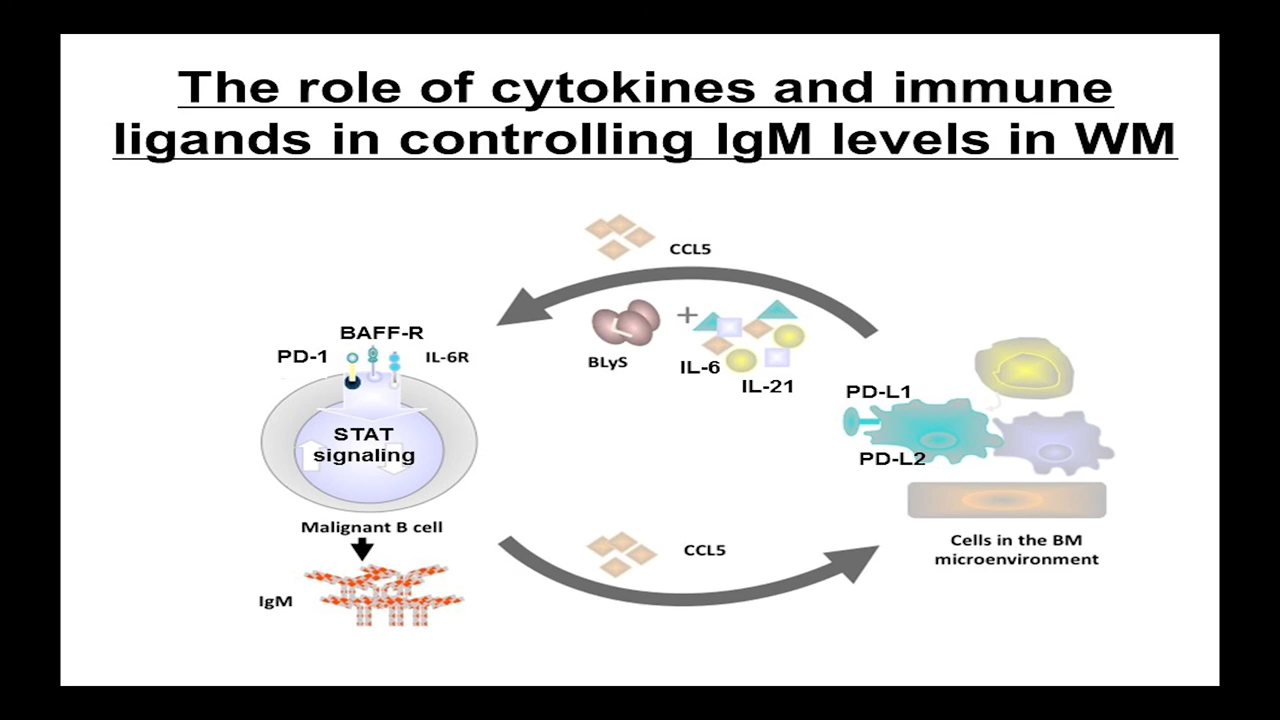 The role of cytokines and immune
ligands in controlling IgM levels in WM
CCL5
BAFF-R
PD-1
IL-6R
BLyS
+
IL-6
IL-21
PD-L1
PD-L2
STAT
signaling
Malignant B cell
IgM
CCL5
Cells in the BM
microenvironment